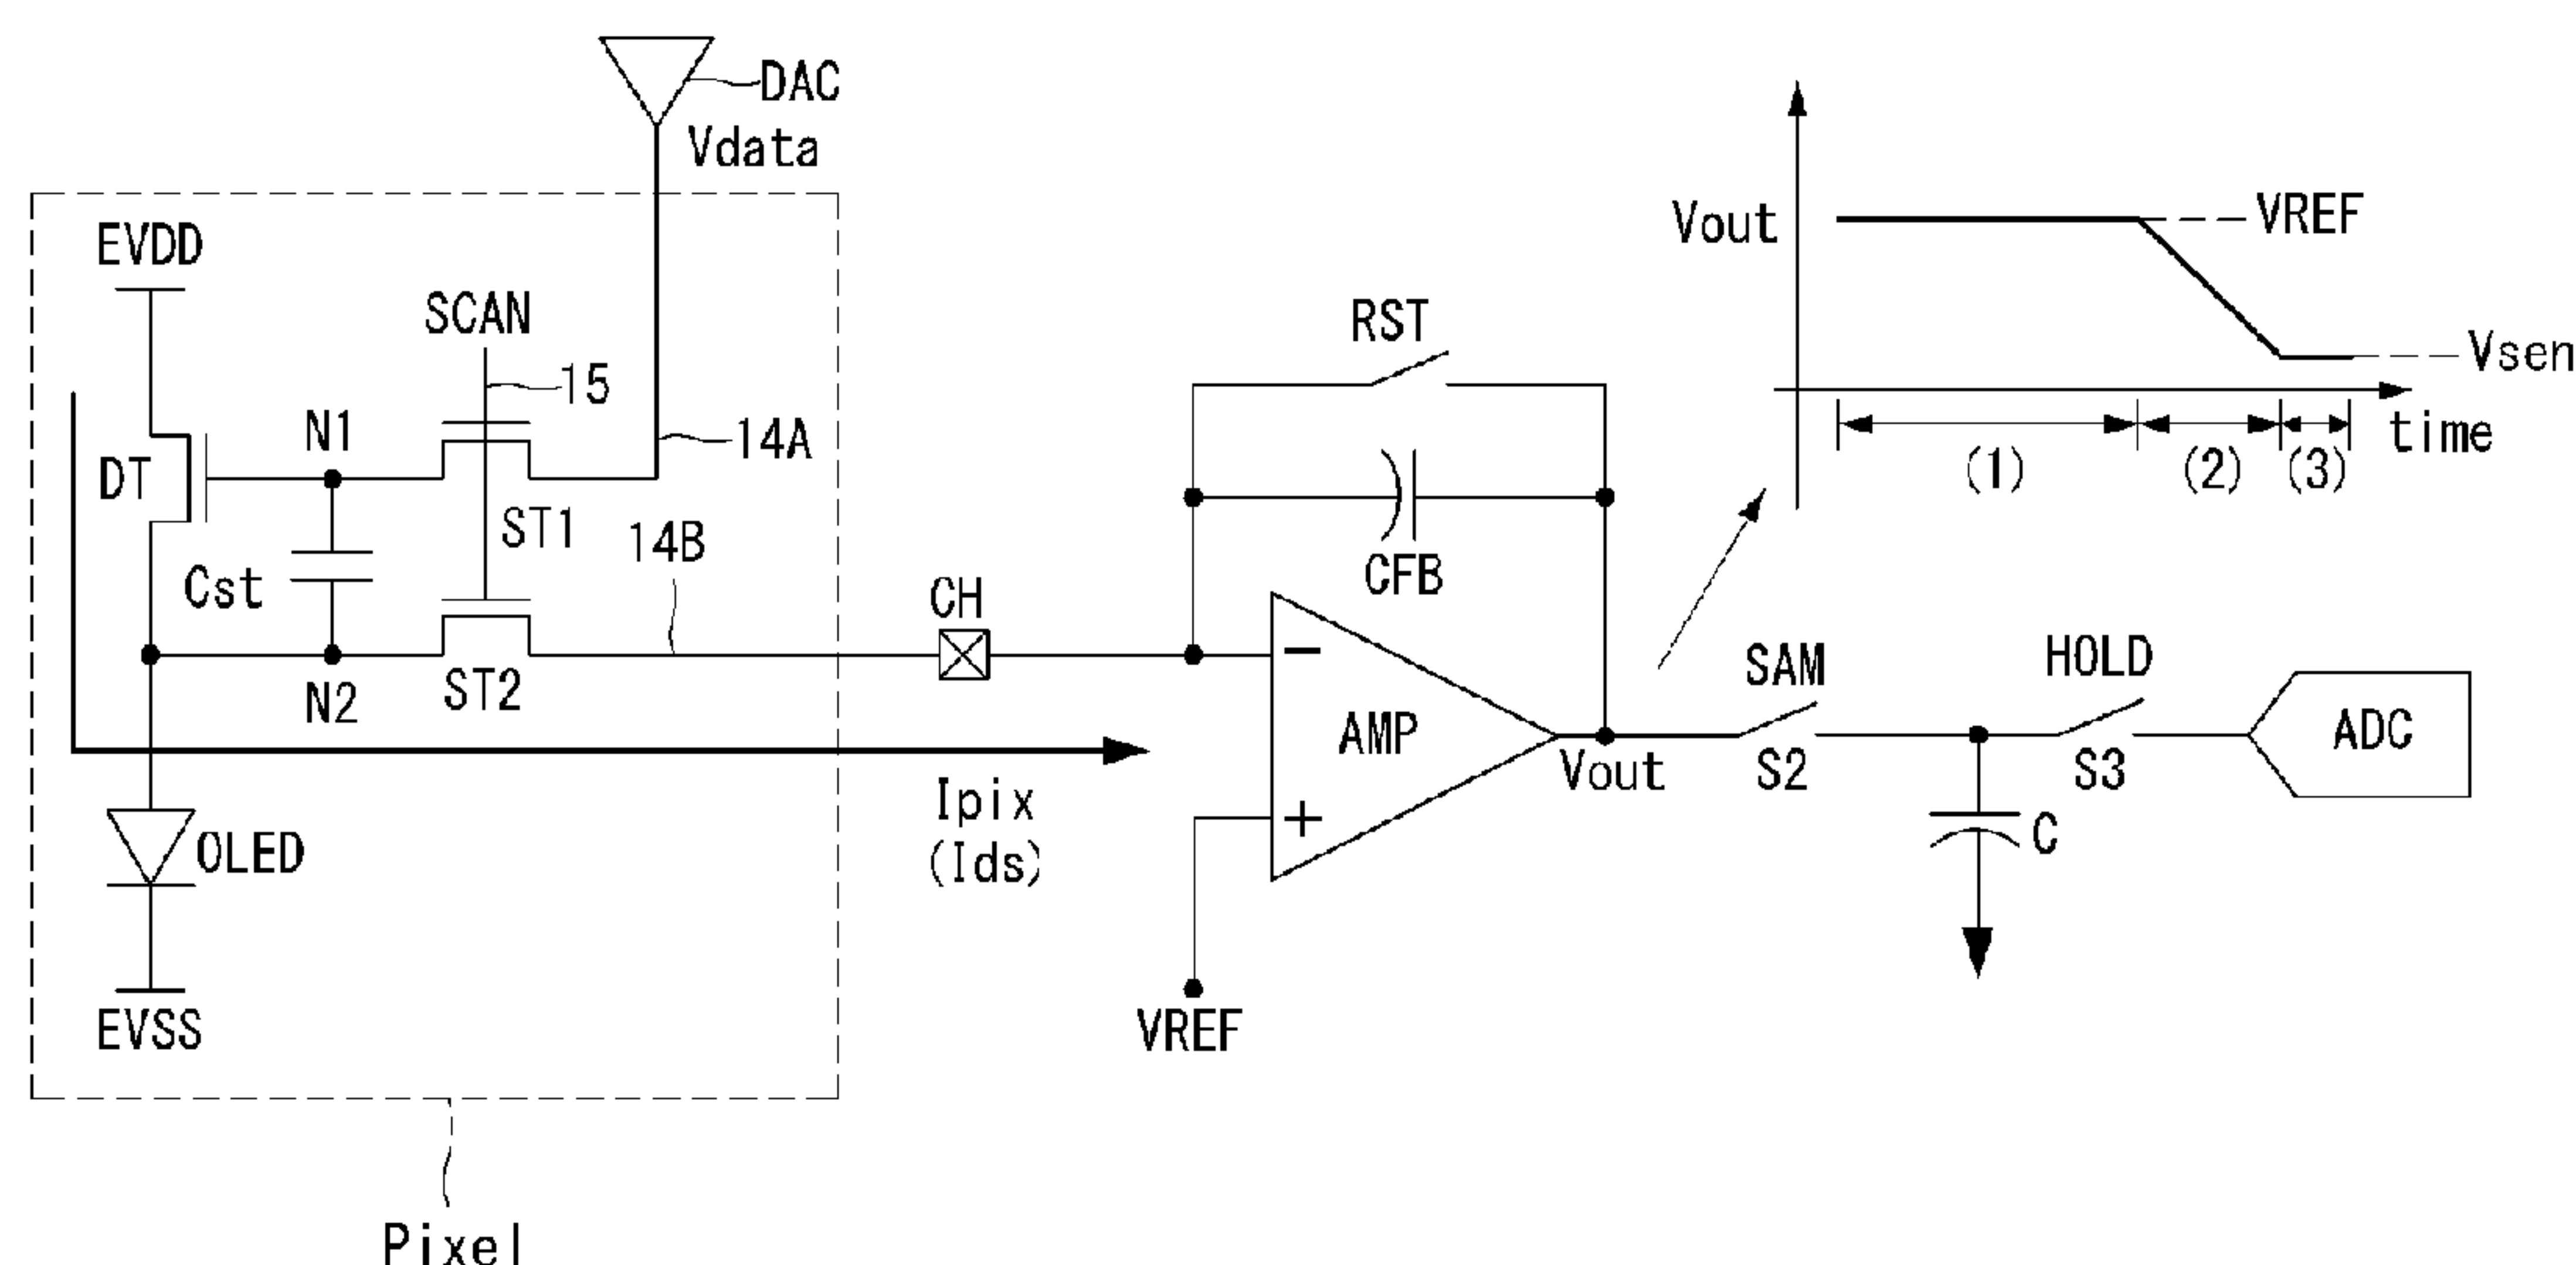 DAC
Vdata
EVDD
SCAN
15
N1
14A
DT
ST1
14B
Cst
N2
ST2
CH
OLED
EVSS
Ipix
(Ids)
Pixel
RST
CFB
−
AMP
+
VREF
Vout
SAM
S2
HOLD
S3
ADC
C
Vout
VREF
Vsen
time
(1)
(2)
(3)